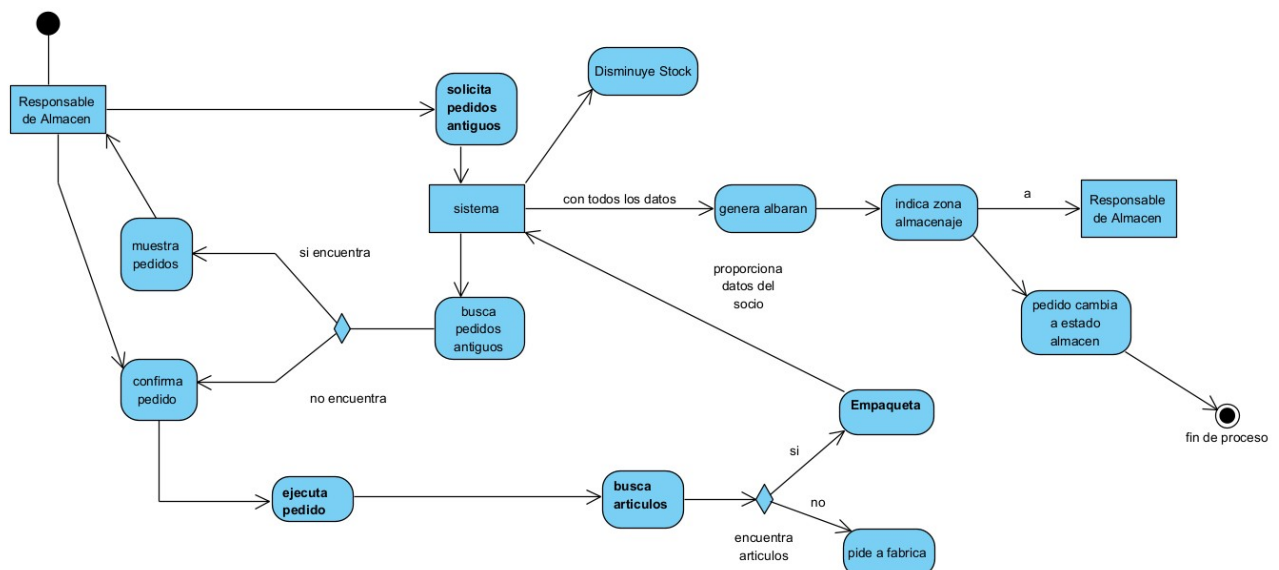 Disminuye Stock
solicita
pedidos
antiguos
Responsable
de Almacen
sistema
con todos los datos
genera albaran
indica zona
almacenaje
a
Responsable
de Almacen
muestra
pedidos
si encuentra
proporciona
datos del
socio
busca
pedidos
antiguos
pedido cambia
a estado
almacen
confirma
pedido
no encuentra
Empaqueta
fin de proceso
si
ejecuta
pedido
busca
articulos
no
encuentra
articulos
pide a fabrica